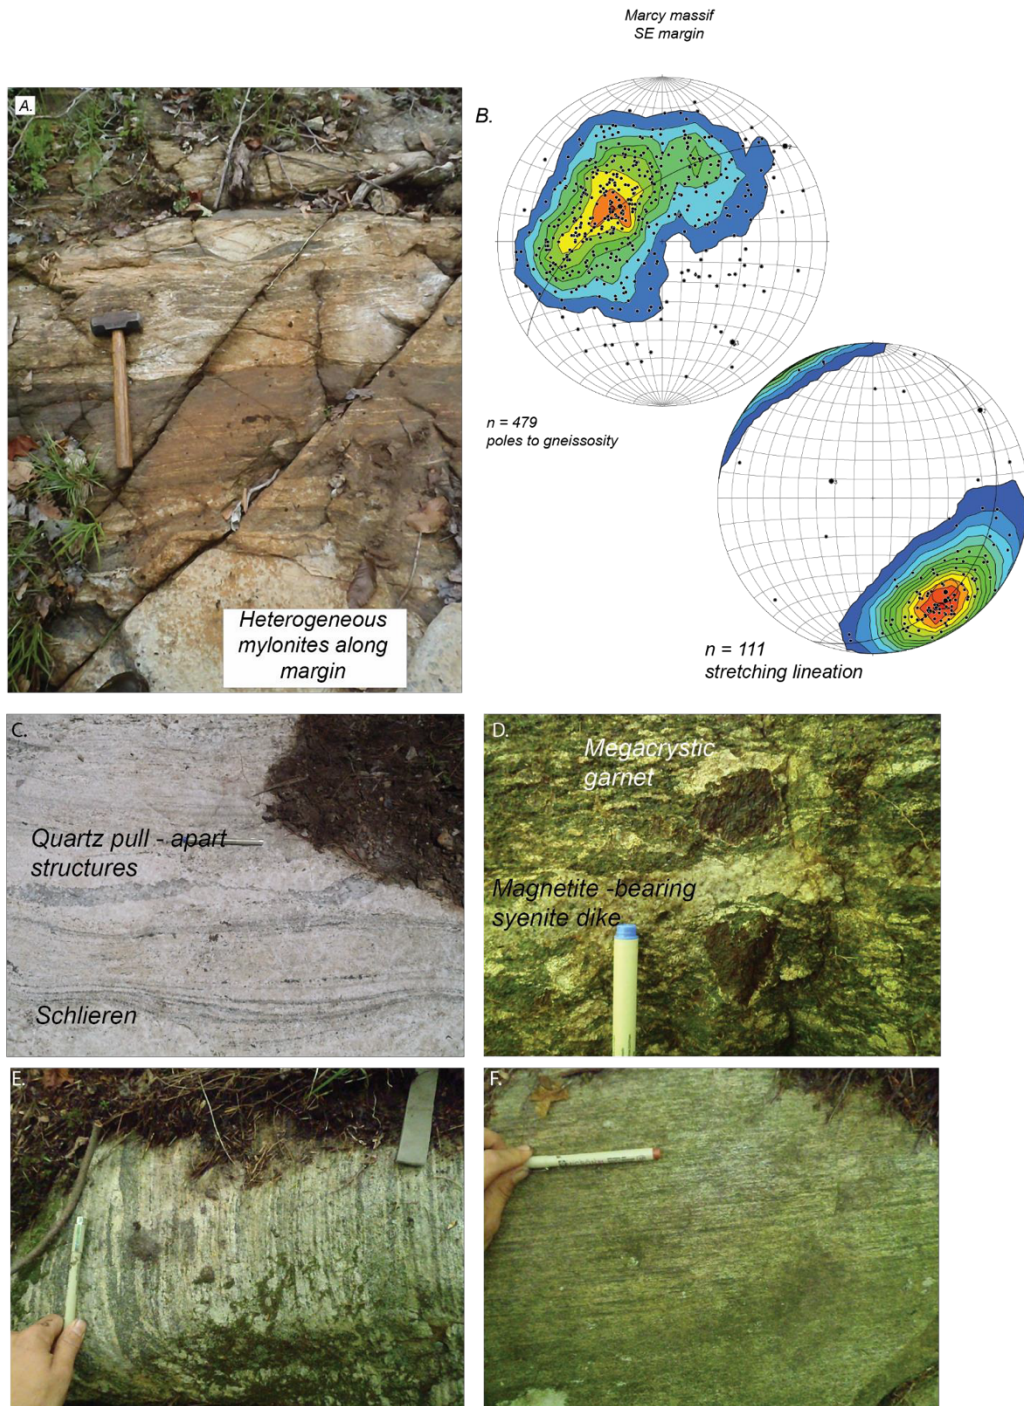 Marcy massif
SE margin
A.
B.
n = 479
poles to gneissosity
Heterogeneous
mylonites along
margin
n = 111
stretching lineation
C.
Quartz pull - apart
structures
Schlieren
D.
Megacrystic
garnet
Magnetite -bearing
syenite dike
E.
F.